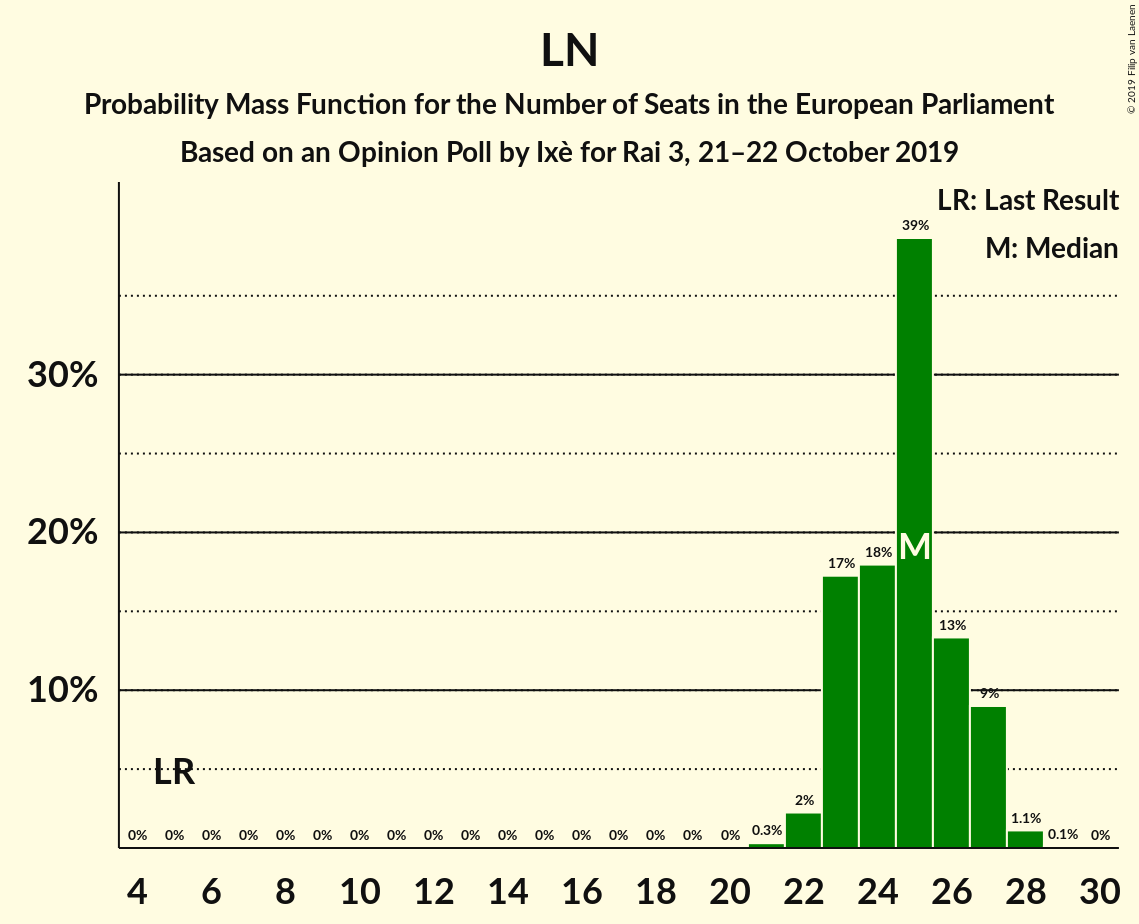 LN
Probability Mass Function for the Number of Seats in the European Parliament
Based on an Opinion Poll by Ixè for Rai 3, 21–22 October 2019
© 2019 Filip van Laenen
LR: Last Result
M: Median
39%
30%
20%
M
17% 18%
13%
10%
9%
LR
0% 0% 0% 0% 0% 0% 0% 0% 0% 0% 0% 0% 0% 0% 0% 0% 0% 0.3% 2% 1.1% 0.1% 0%
4 6 8 10 12 14 16 18 20 22 24 26 28 30